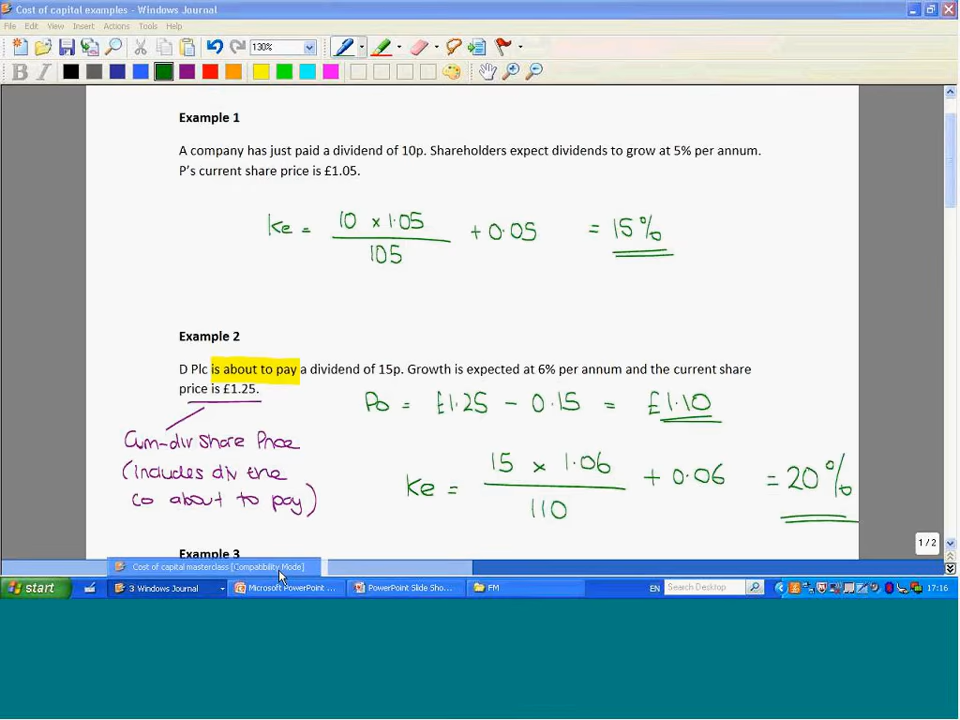 Cost of capital examples - Windows Journal
File Edit View Insert Actions Tools Help
130%
B I
Example 1
A company has just paid a dividend of 10p. Shareholders expect dividends to grow at 5% per annum.
P's current share price is £1.05.
Ke = 10 x 1.05 + 0.05 = 15%
105
Example 2
D Plc is about to pay a dividend of 15p. Growth is expected at 6% per annum and the current share
price is £1.25.
Po = £1.25 - 0.15 = £1.10
Cum-div Share Price
(includes div the
co about to pay)
Ke = 15 x 1.06 + 0.06 = 20%
110
Example 3
1 / 2
Cost of capital masterclass [Compatibility Mode]
start
3 Windows Journal
Microsoft PowerPoint ...
PowerPoint Slide Sho...
FM
EN
Search Desktop
17:16